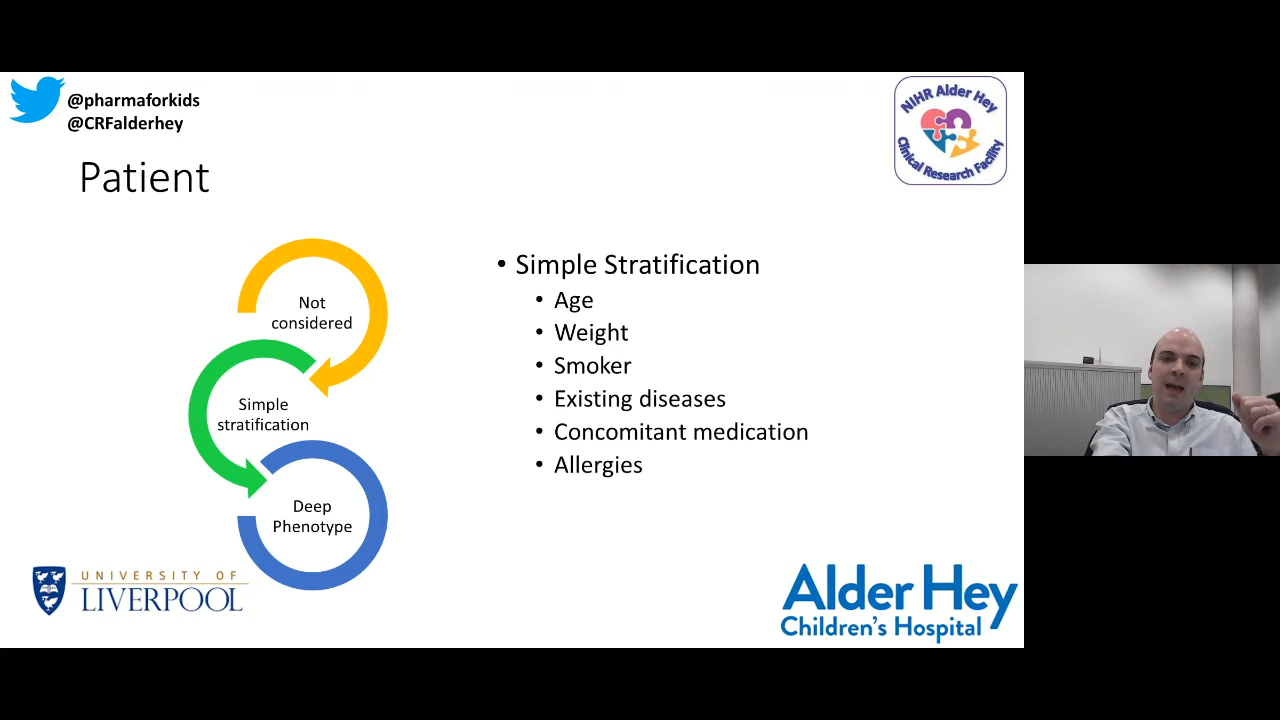 @pharmaforkids
@CRFalderhey
NIHR Alder Hey
Clinical Research Facility
Patient
Not
considered
Simple
stratification
Deep
Phenotype
• Simple Stratification
• Age
• Weight
• Smoker
• Existing diseases
• Concomitant medication
• Allergies
UNIVERSITY OF
LIVERPOOL
Alder Hey
Children's Hospital